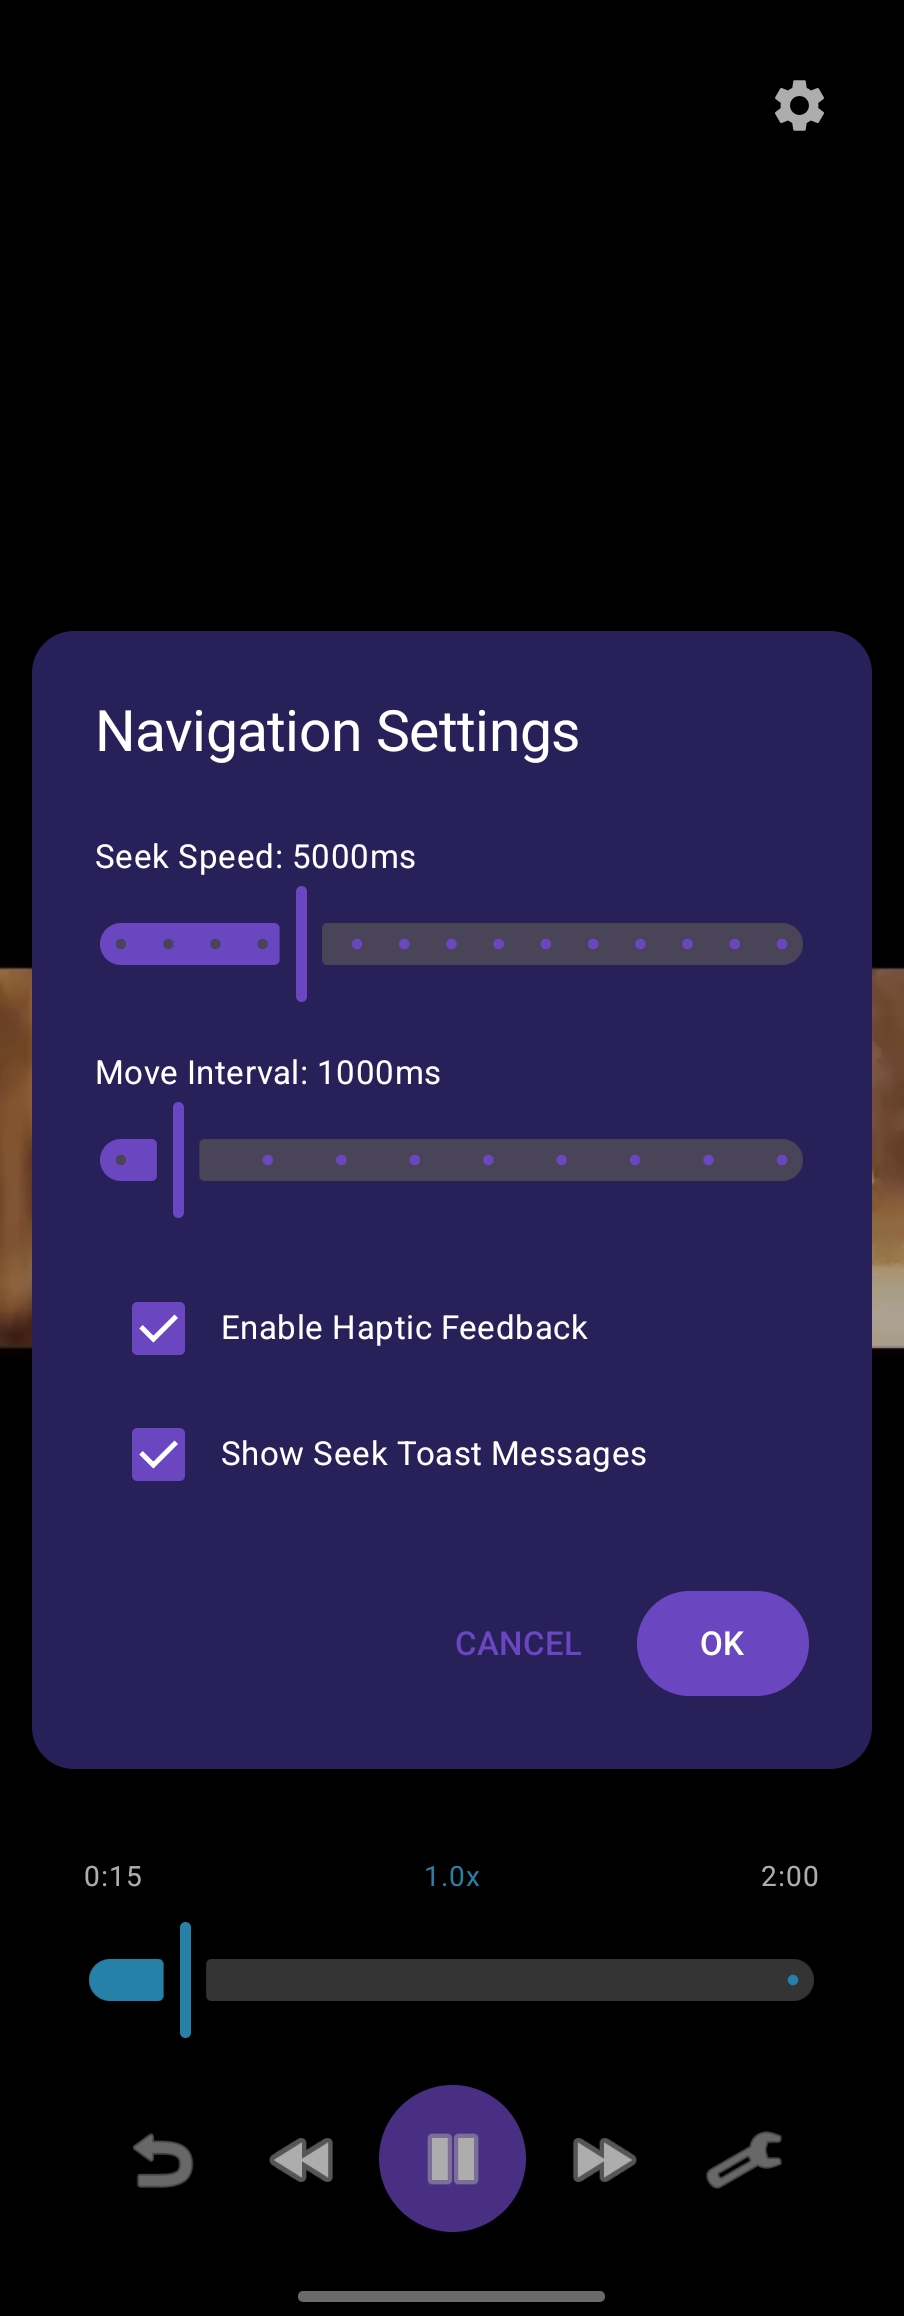 Navigation Settings
Seek Speed: 5000ms
Move Interval: 1000ms
Enable Haptic Feedback
Show Seek Toast Messages
CANCEL OK
0:15 1.0x 2:00